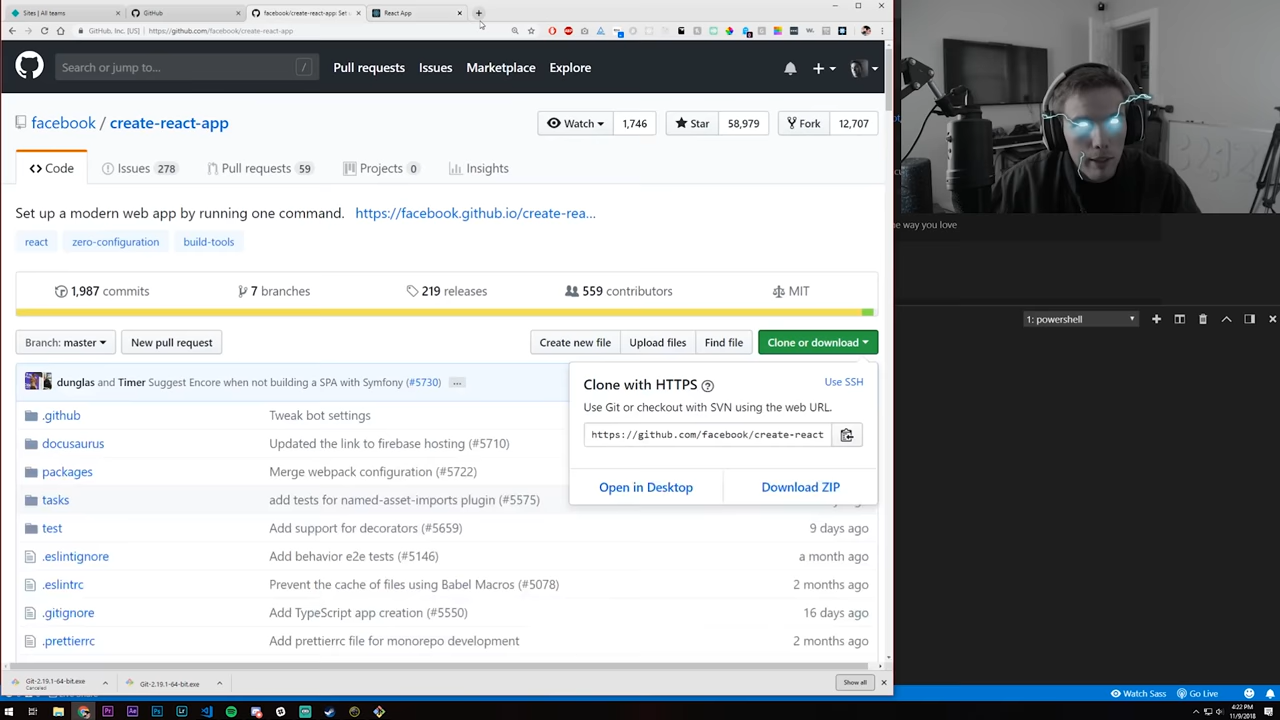 Sites | All teams
GitHub
facebook/create-react-app: Set
React App
GitHub, Inc. [US] | https://github.com/facebook/create-react-app
Search or jump to...
/
Pull requests
Issues
Marketplace
Explore
facebook / create-react-app
Watch
1,746
Star
58,979
Fork
12,707
Code
Issues 278
Pull requests 59
Projects 0
Insights
Set up a modern web app by running one command. https://facebook.github.io/create-rea...
react
zero-configuration
build-tools
1,987 commits
7 branches
219 releases
559 contributors
MIT
Branch: master
New pull request
Create new file
Upload files
Find file
Clone or download
dunglas and Timer Suggest Encore when not building a SPA with Symfony (#5730) ...
Clone with HTTPS
Use SSH
Use Git or checkout with SVN using the web URL.
https://github.com/facebook/create-react
Open in Desktop
Download ZIP
.github Tweak bot settings
docusaurus Updated the link to firebase hosting (#5710)
packages Merge webpack configuration (#5722)
tasks add tests for named-asset-imports plugin (#5575)
test Add support for decorators (#5659) 9 days ago
.eslintignore Add behavior e2e tests (#5146) a month ago
.eslintrc Prevent the cache of files using Babel Macros (#5078) 2 months ago
.gitignore Add TypeScript app creation (#5550) 16 days ago
.prettierrc Add prettierrc file for monorepo development 2 months ago
Git-2.19.1-64-bit.exe
Canceled
Git-2.19.1-64-bit.exe
Show all
he way you love
1: powershell
Watch Sass
Go Live
4:22 PM
11/9/2018